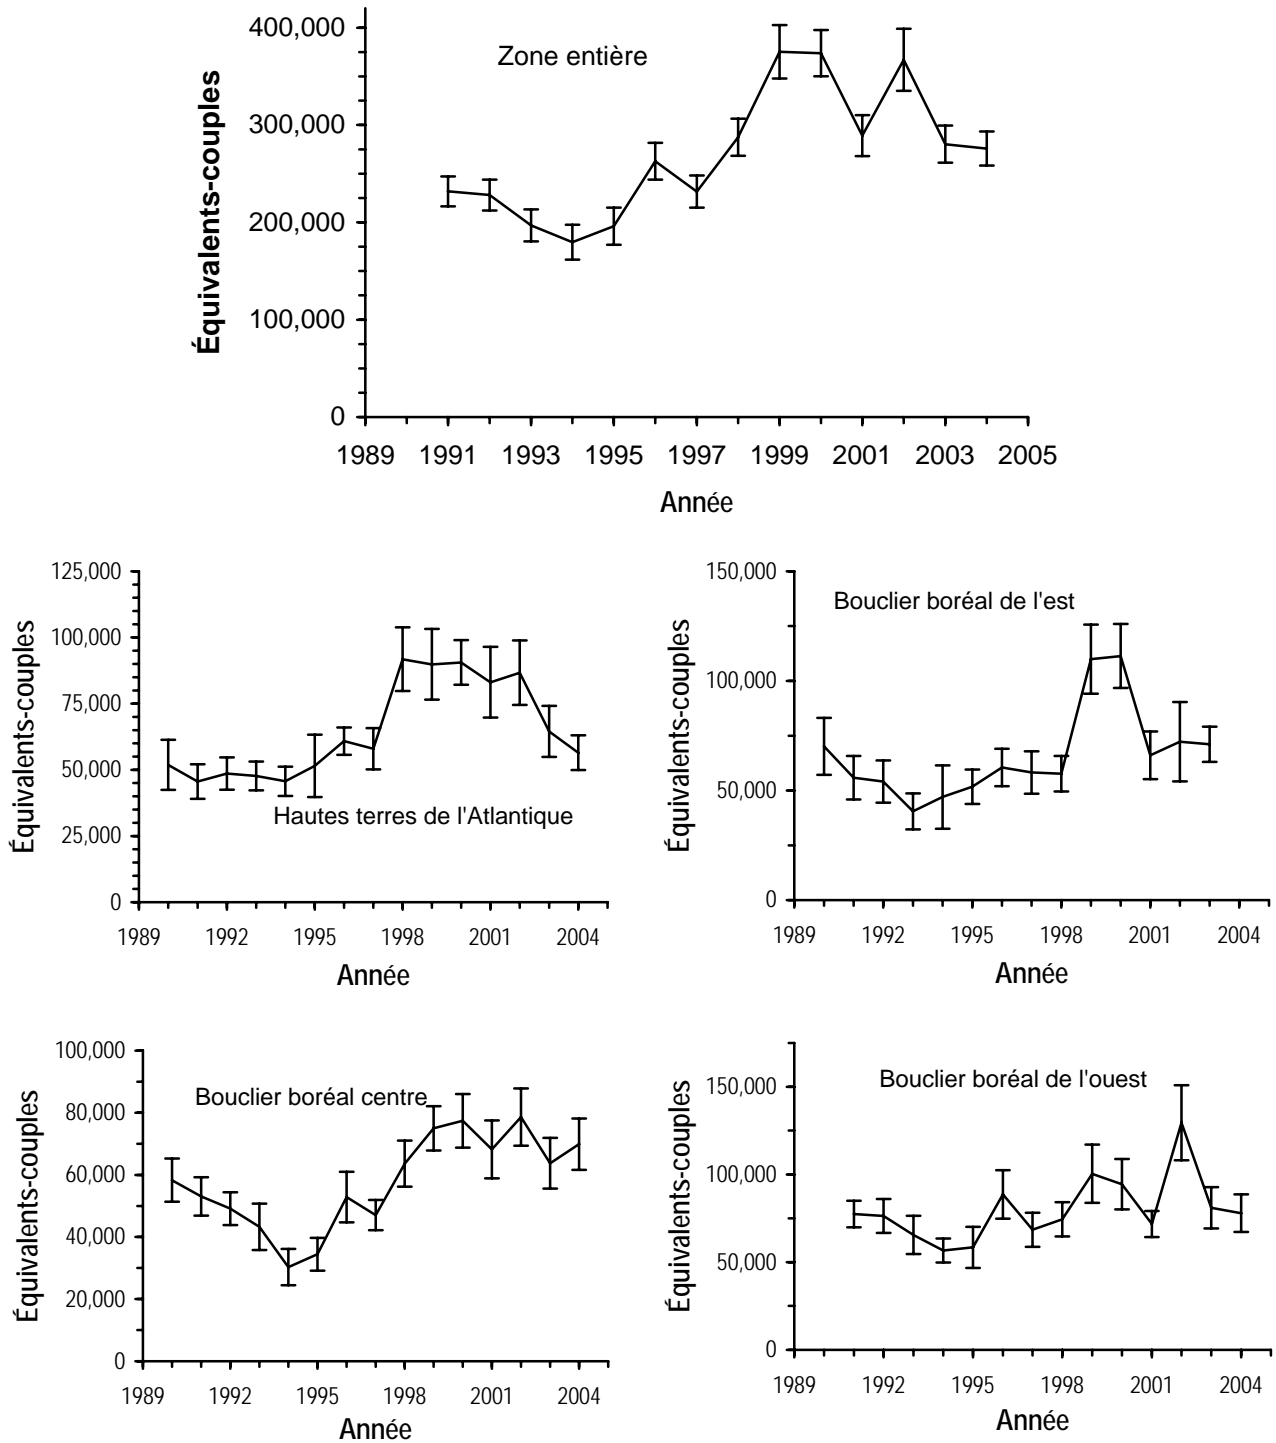 Zone entière
Équivalents-couples
400,000
300,000
200,000
100,000
0
1989 1991 1993 1995 1997 1999 2001 2003 2005
Année
Hautes terres de l'Atlantique
Équivalents-couples
125,000
100,000
75,000
50,000
25,000
0
1989 1992 1995 1998 2001 2004
Année
Bouclier boréal de l'est
Équivalents-couples
150,000
100,000
50,000
0
1989 1992 1995 1998 2001 2004
Année
Bouclier boréal centre
Équivalents-couples
100,000
80,000
60,000
40,000
20,000
0
1989 1992 1995 1998 2001 2004
Année
Bouclier boréal de l'ouest
Équivalents-couples
150,000
100,000
50,000
0
1989 1992 1995 1998 2001 2004
Année